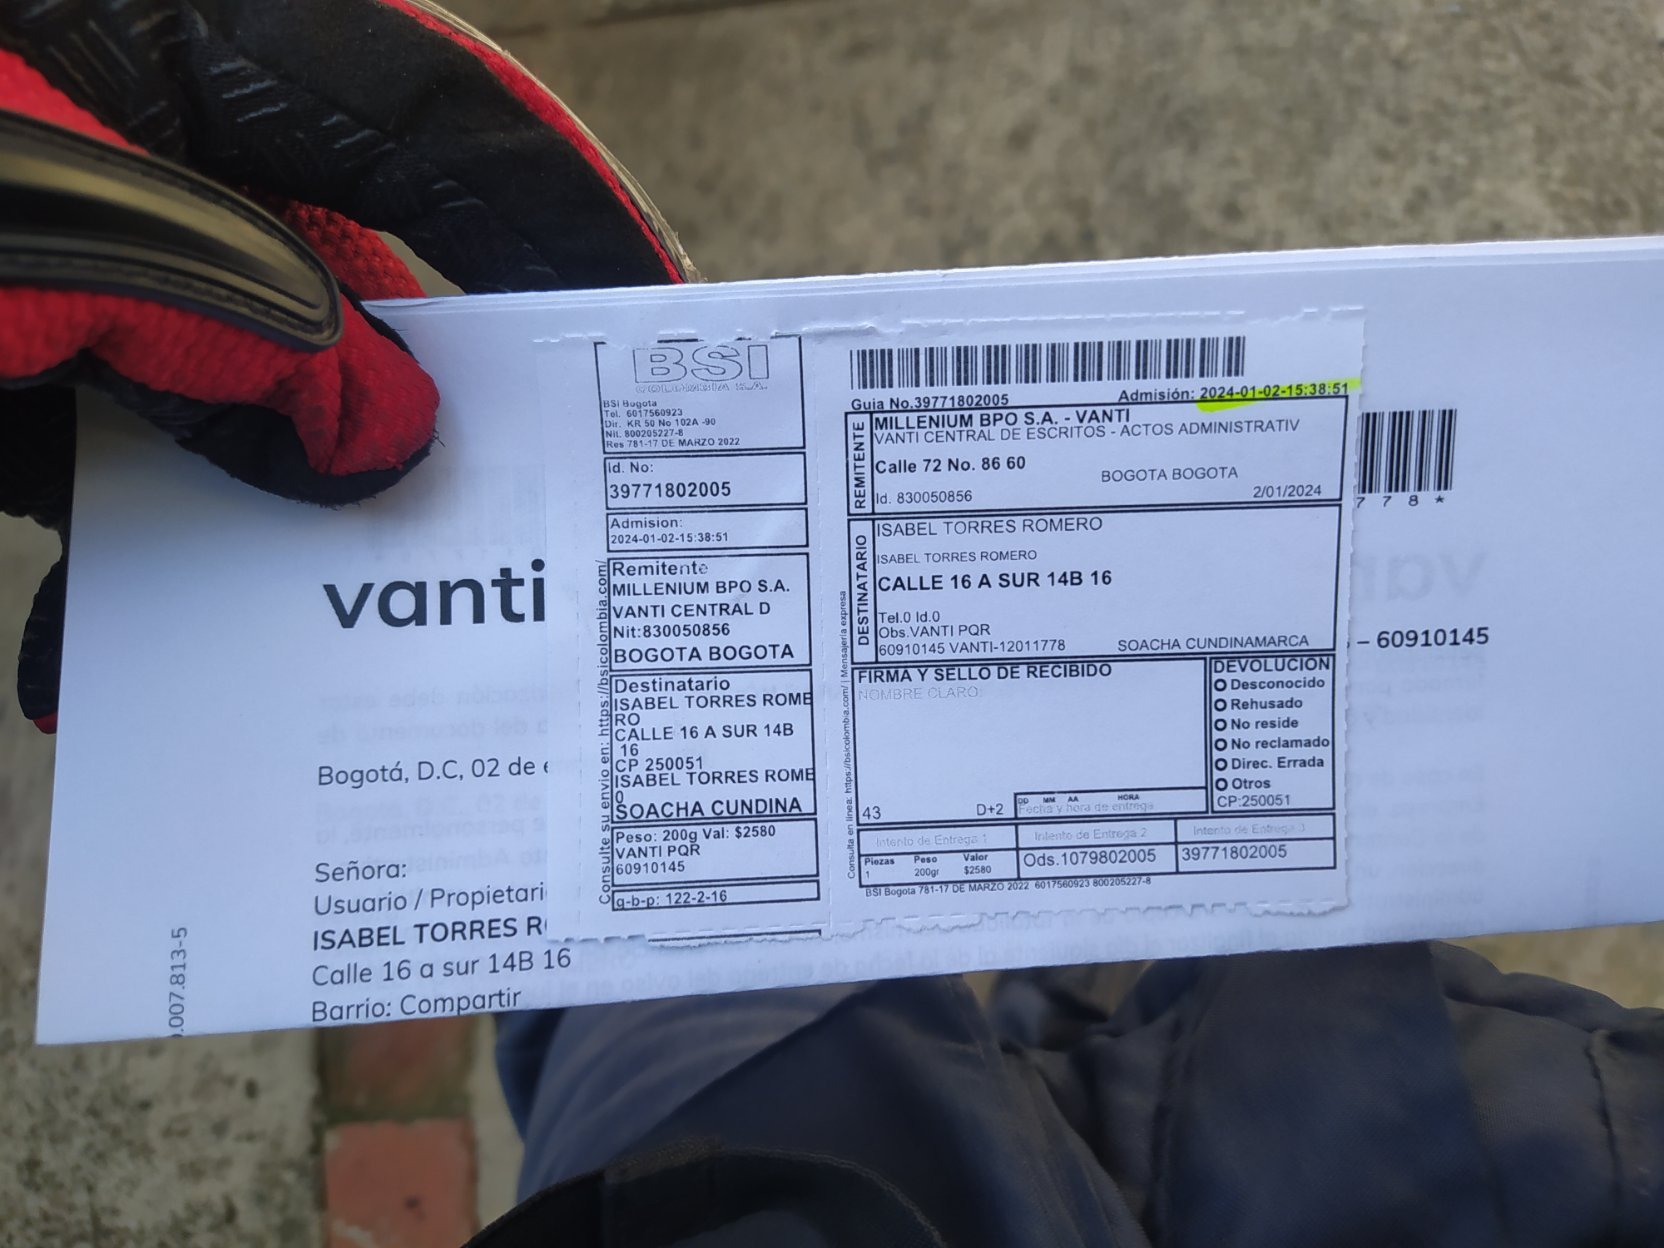 BSI
COLOMBIA S.A.
BSI Bogota
Tel. 6017560923
Dir. KR 50 No 102A -90
Nit. 800205227-8
Res 781-17 DE MARZO 2022
Id. No:
39771802005
Admision:
2024-01-02-15:38:51
Remitente
MILLENIUM BPO S.A.
VANTI CENTRAL D
Nit:830050856
BOGOTA BOGOTA
Destinatario
ISABEL TORRES ROME
RO
CALLE 16 A SUR 14B
16
CP 250051
ISABEL TORRES ROME
SOACHA CUNDINA
Peso: 200g Val: $2580
VANTI PQR
60910145
g-b-p: 122-2-16
Consulte su envio en: https://bsicolombia.com/
Guia No.39771802005
Admisión: 2024-01-02-15:38:51
REMITENTE
MILLENIUM BPO S.A. - VANTI
VANTI CENTRAL DE ESCRITOS - ACTOS ADMINISTRATIV
Calle 72 No. 86 60
BOGOTA BOGOTA
Id. 830050856
2/01/2024
DESTINATARIO
ISABEL TORRES ROMERO
ISABEL TORRES ROMERO
CALLE 16 A SUR 14B 16
Tel.0 Id.0
Obs.VANTI PQR
60910145 VANTI-12011778
SOACHA CUNDINAMARCA
FIRMA Y SELLO DE RECIBIDO
NOMBRE CLARO:
DEVOLUCION
Desconocido
Rehusado
No reside
No reclamado
Direc. Errada
Otros
CP:250051
43
D+2
DD MM AA HORA
Fecha y hora de entrega
Intento de Entrega 1
Intento de Entrega 2
Intento de Entrega 3
Piezas Peso Valor
1 200gr $2580
Ods.1079802005
39771802005
BSI Bogota 781-17 DE MARZO 2022 6017560923 800205227-8
Consulta en linea: https://bsicolombia.com/ | Mensajeria expresa
7 7 8 *
– 60910145
vanti
Bogotá, D.C, 02 de e
Señora:
Usuario / Propietari
ISABEL TORRES R
Calle 16 a sur 14B 16
Barrio: Compartir
.007.813-5